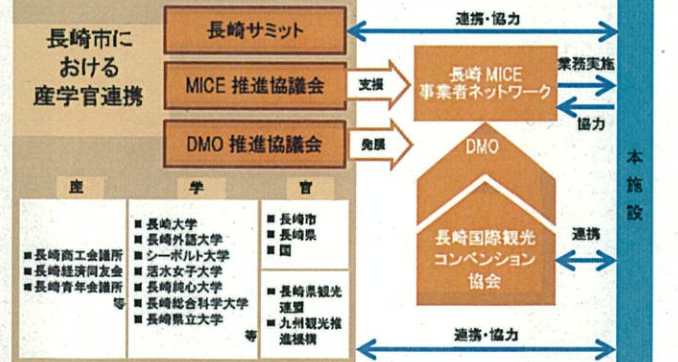 長崎市に
おける
産学官連携
長崎サミット
MICE 推進協議会
DMO 推進協議会
連携・協力
支援
発展
長崎 MICE
事業者ネットワーク
業務実施
協力
DMO
長崎国際観光
コンベンション
協会
連携
本施設
産
■長崎商工会議所
■長崎経済同友会
■長崎青年会議所
等
学
■長崎大学
■長崎外語大学
■シーボルト大学
■活水女子大学
■長崎純心大学
■長崎総合科学大学
■長崎県立大学
等
官
■長崎市
■長崎県
■国
■長崎県観光
連盟
■九州観光推
進機構
連携・協力